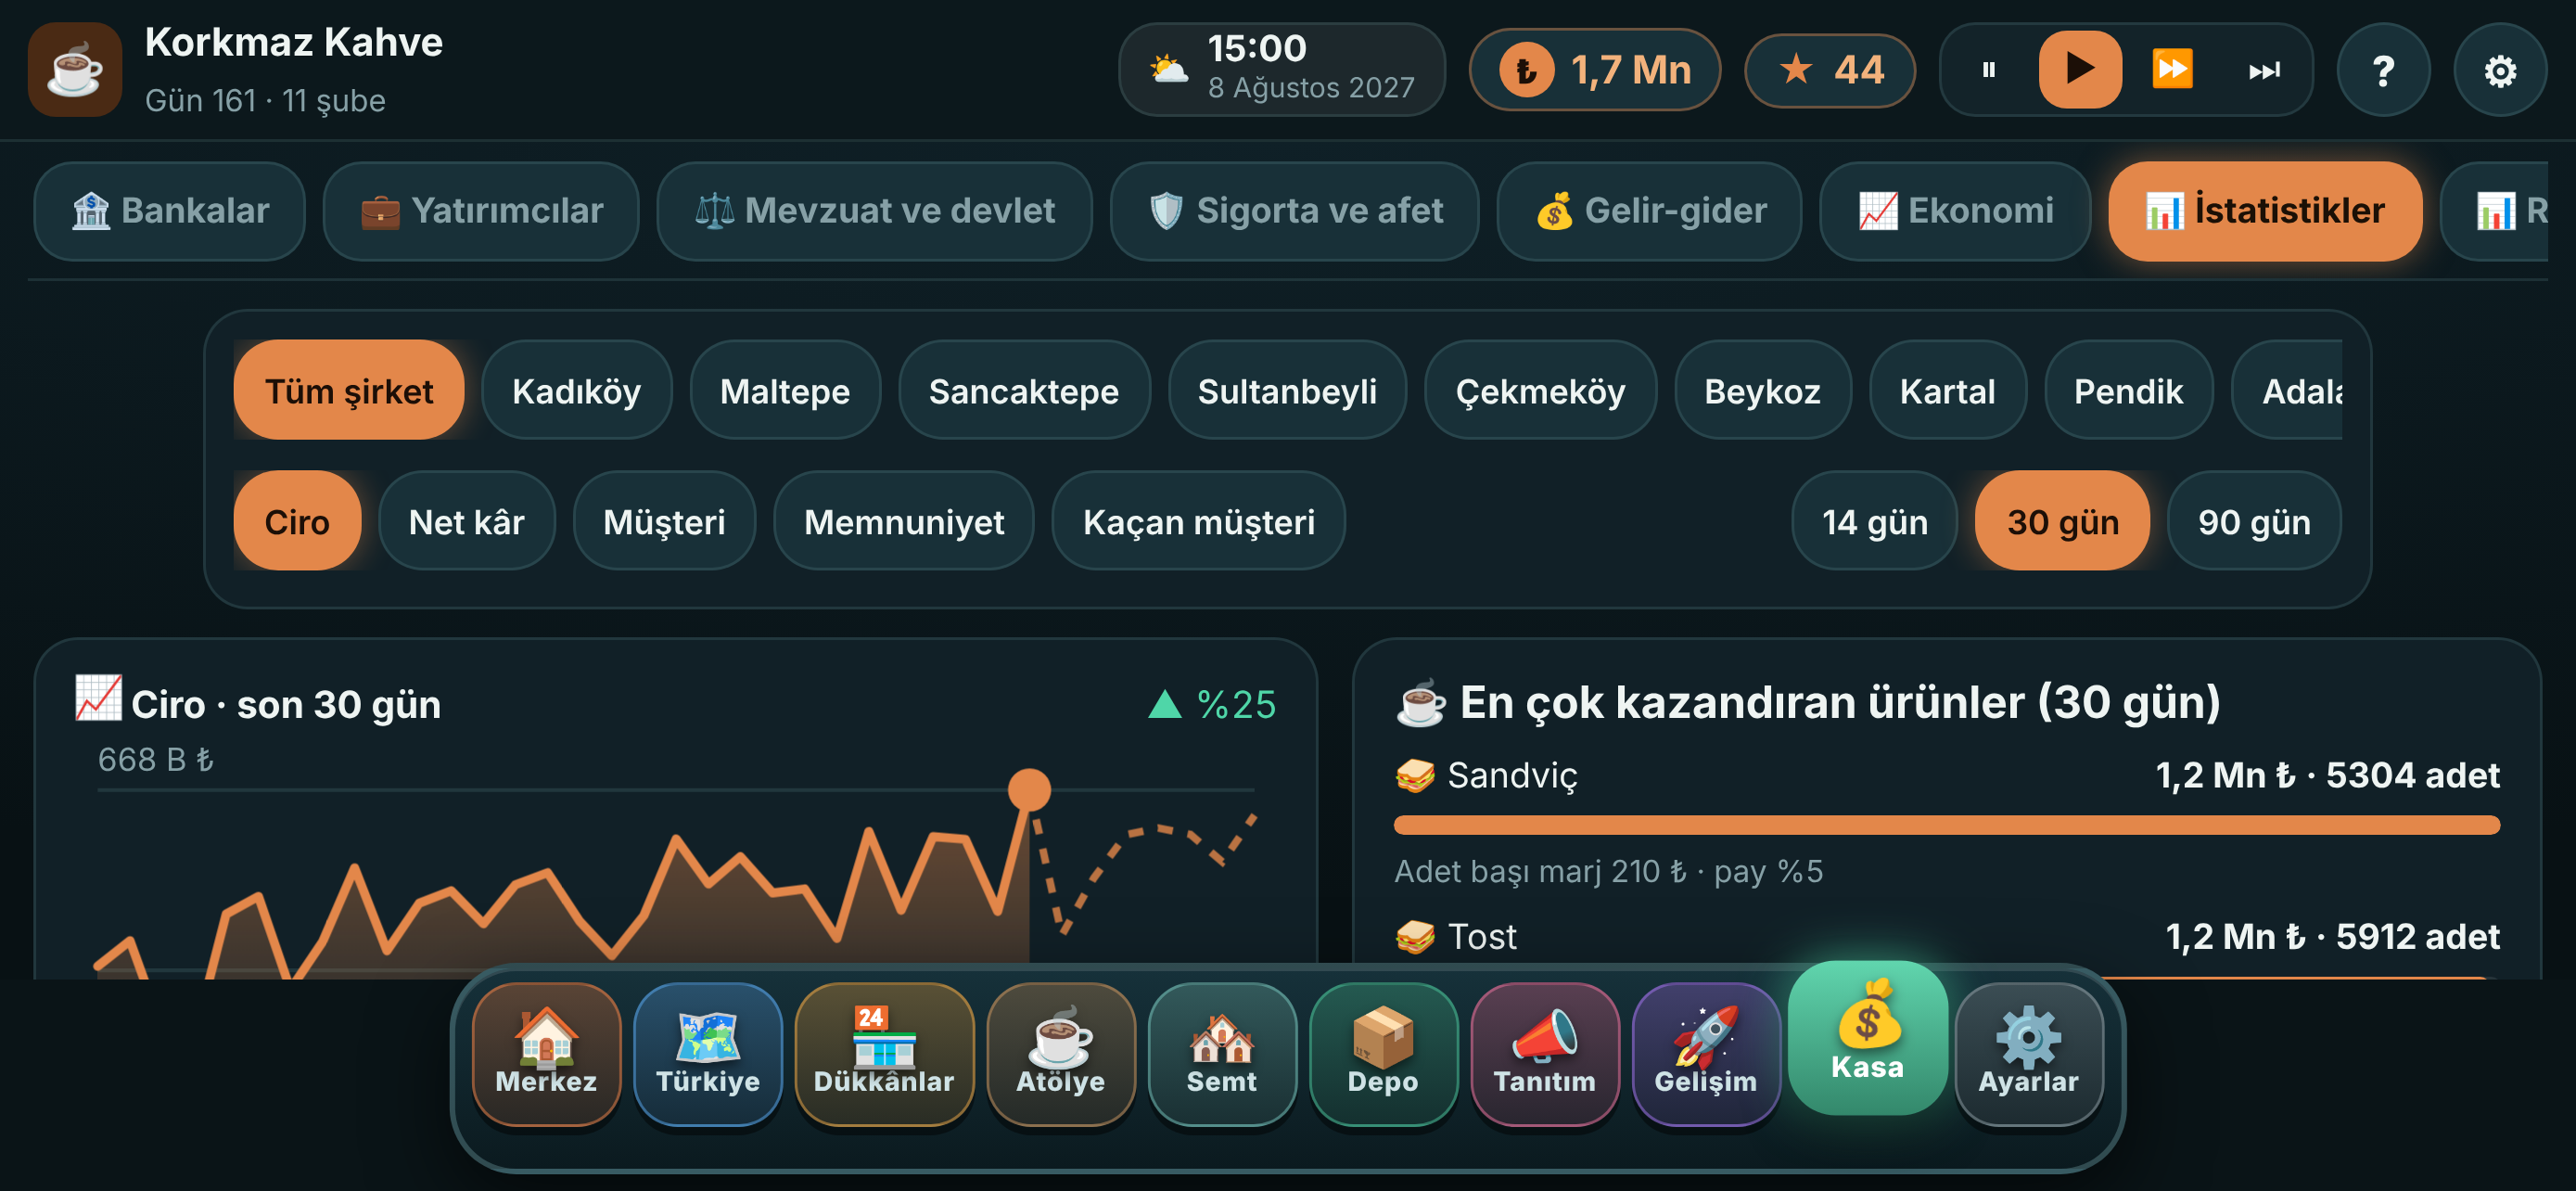 Korkmaz Kahve
Gün 161 · 11 şube
15:00
8 Ağustos 2027
₺ 1,7 Mn
★ 44
?
Bankalar
Yatırımcılar
Mevzuat ve devlet
Sigorta ve afet
Gelir-gider
Ekonomi
İstatistikler
R
Tüm şirket
Kadıköy
Maltepe
Sancaktepe
Sultanbeyli
Çekmeköy
Beykoz
Kartal
Pendik
Adala
Ciro
Net kâr
Müşteri
Memnuniyet
Kaçan müşteri
14 gün
30 gün
90 gün
Ciro · son 30 gün
▲ %25
668 B ₺
En çok kazandıran ürünler (30 gün)
Sandviç
1,2 Mn ₺ · 5304 adet
Adet başı marj 210 ₺ · pay %5
Tost
1,2 Mn ₺ · 5912 adet
Merkez
Türkiye
24
Dükkânlar
Atölye
Semt
Depo
Tanıtım
Gelişim
Kasa
Ayarlar